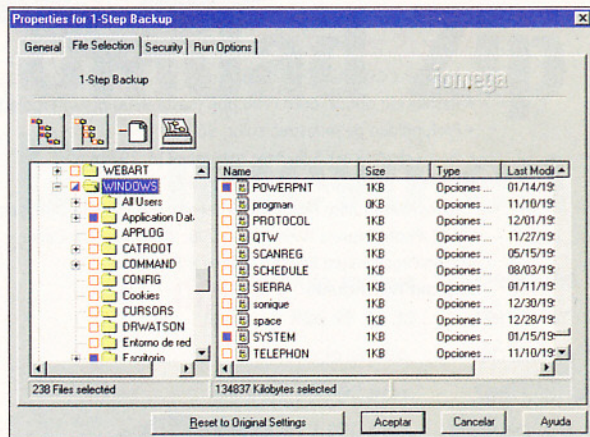 Properties for 1-Step Backup
General File Selection Security Run Options
1-Step Backup
iomega
WEBART
WINDOWS
All Users
Application Dat
APPLOG
CATROOT
COMMAND
CONFIG
Cookies
CURSORS
DRWATSON
Entorno de red
Escritorio
Name Size Type Last Modi
POWERPNT 1KB Opciones ... 01/14/19
progman 0KB Opciones ... 11/10/19
PROTOCOL 1KB Opciones ... 12/01/19
QTW 1KB Opciones ... 11/27/19
SCANREG 1KB Opciones ... 05/15/19
SCHEDULE 1KB Opciones ... 08/03/19
SIERRA 1KB Opciones ... 01/11/19
sonique 1KB Opciones ... 12/30/19
space 1KB Opciones ... 12/28/19
SYSTEM 1KB Opciones ... 01/15/19
TELEPHON 1KB Opciones ... 11/10/19
238 Files selected
134837 Kilobytes selected
Reset to Original Settings Aceptar Cancelar Ayuda